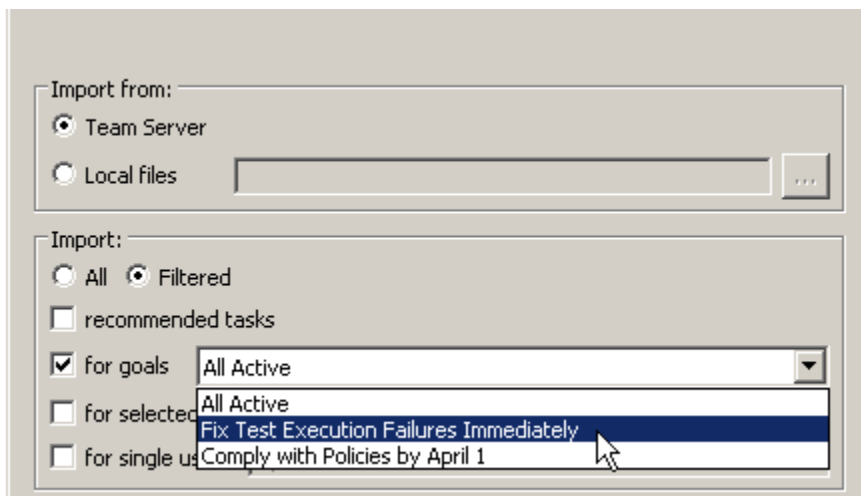 Import from:
Team Server
Local files
...
Import:
All Filtered
recommended tasks
for goals All Active
All Active
for selected
Fix Test Execution Failures Immediately
for single us
Comply with Policies by April 1